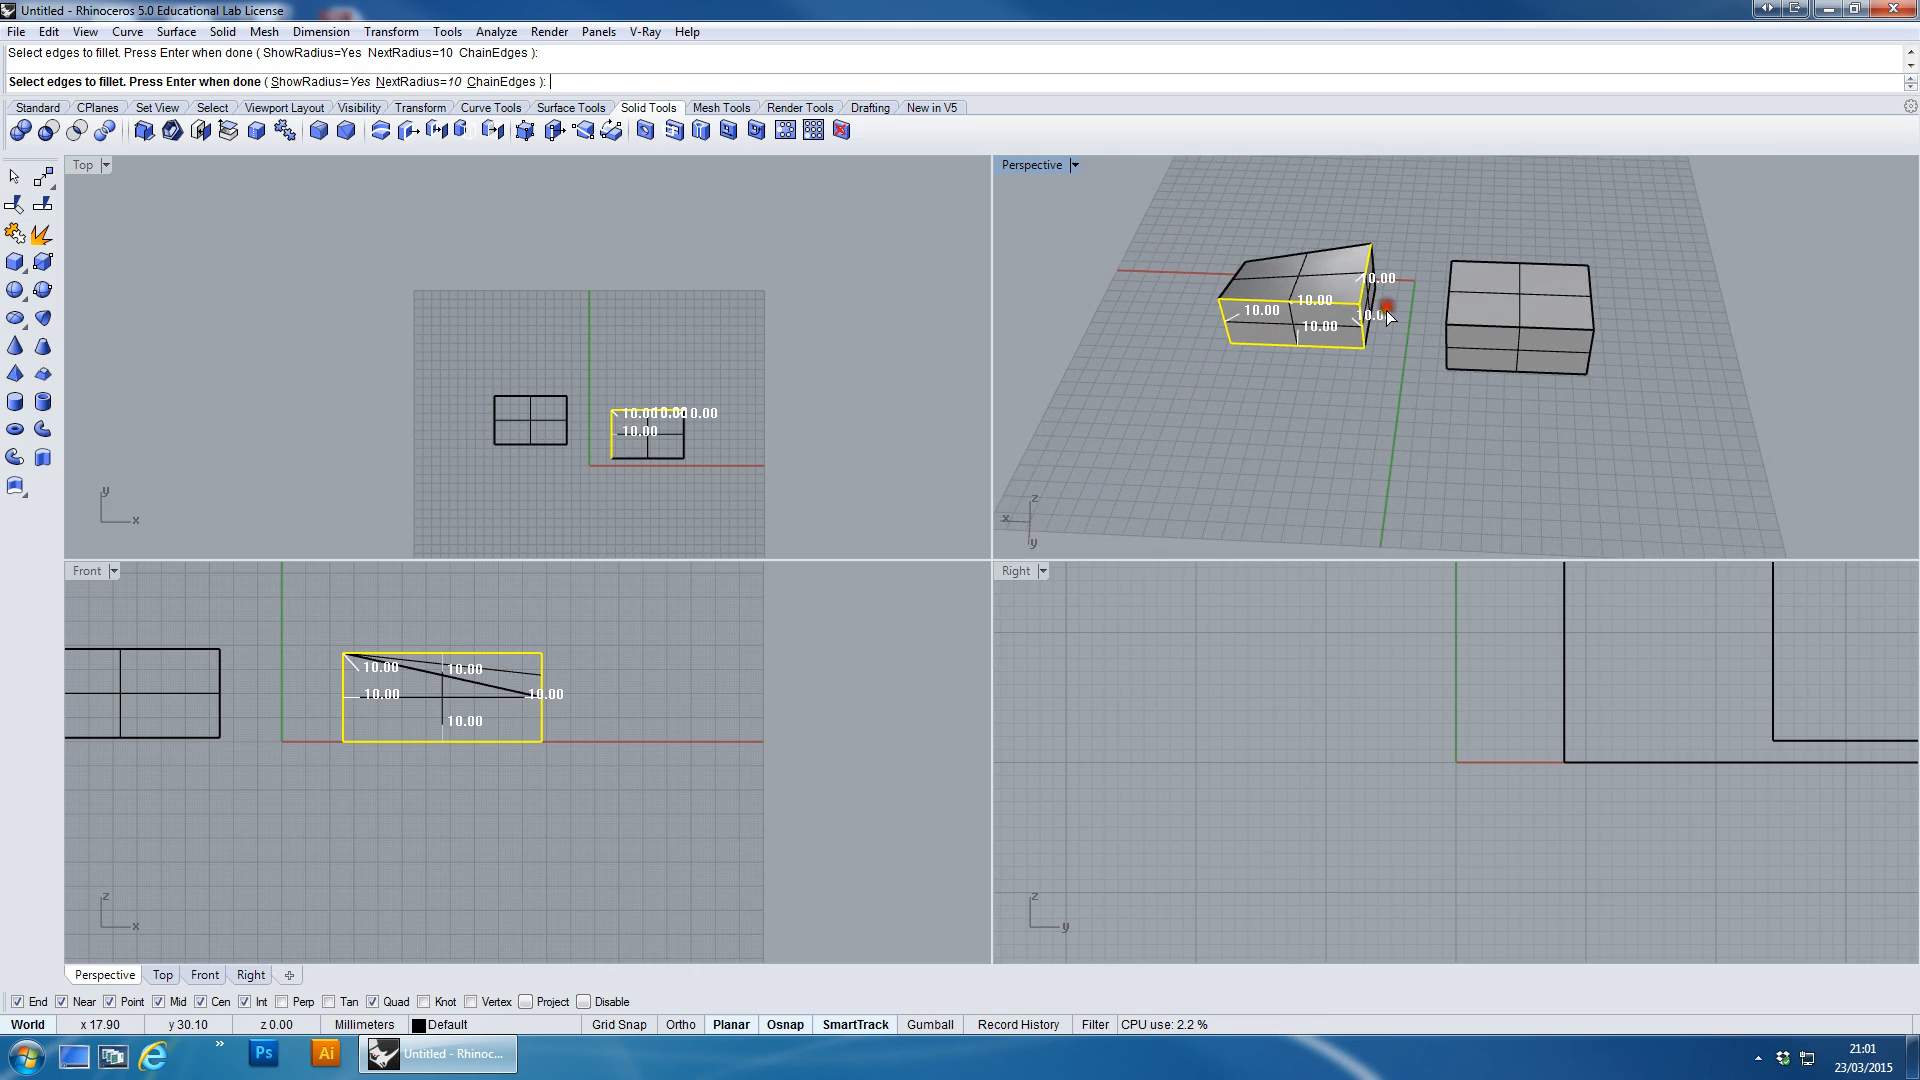 Untitled - Rhinoceros 5.0 Educational Lab License
File Edit View Curve Surface Solid Mesh Dimension Transform Tools Analyze Render Panels V-Ray Help
Select edges to fillet. Press Enter when done ( ShowRadius=Yes NextRadius=10 ChainEdges ):
Select edges to fillet. Press Enter when done ( ShowRadius=Yes NextRadius=10 ChainEdges ):
Standard CPlanes Set View Select Viewport Layout Visibility Transform Curve Tools Surface Tools Solid Tools Mesh Tools Render Tools Drafting New in V5
Top
Perspective
10.00
10.00
10.00
10.00
10.00
10.00
y
x
z
x
y
Front
Right
10.00 10.00
10.00 10.00
10.00
z
x
z
y
Perspective Top Front Right
End Near Point Mid Cen Int Perp Tan Quad Knot Vertex Project Disable
World x 17.90 y 30.10 z 0.00 Millimeters Default Grid Snap Ortho Planar Osnap SmartTrack Gumball Record History Filter CPU use: 2.2 %
Ps Ai Untitled - Rhinoc...
21:01
23/03/2015